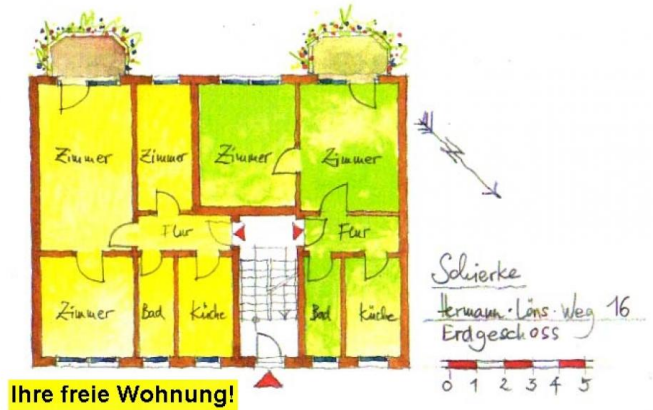 Zimmer Zimmer Zimmer Zimmer
Flur Flur
Zimmer Bad Küche Bad Küche
N
Schierke
Hermann-Löns-Weg 16
Erdgeschoss
0 1 2 3 4 5
Ihre freie Wohnung!